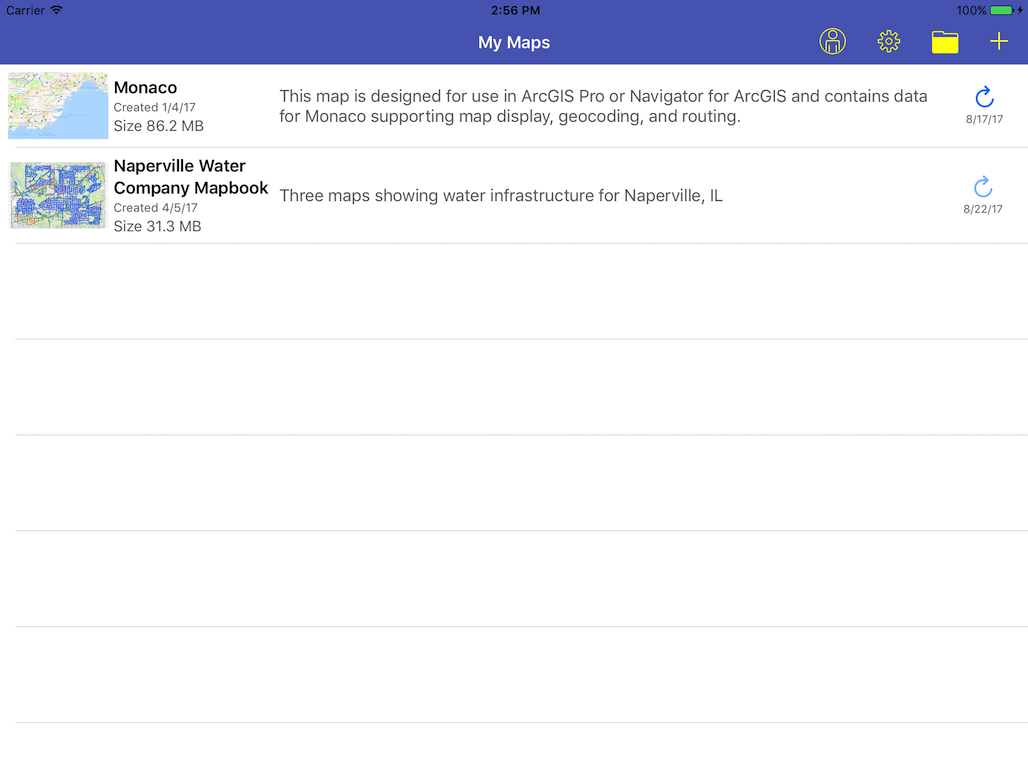 Carrier 2:56 PM 100%
My Maps
Monaco
Created 1/4/17
Size 86.2 MB
This map is designed for use in ArcGIS Pro or Navigator for ArcGIS and contains data
for Monaco supporting map display, geocoding, and routing.
8/17/17
Naperville Water
Company Mapbook
Created 4/5/17
Size 31.3 MB
Three maps showing water infrastructure for Naperville, IL
8/22/17